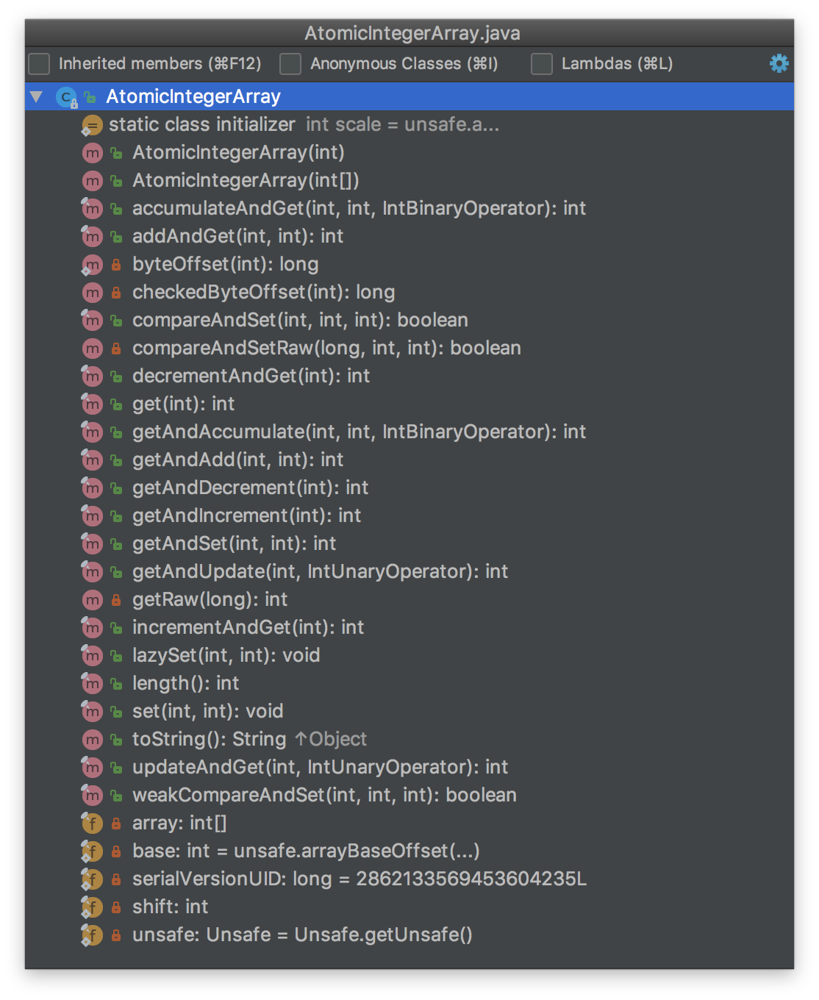 AtomicIntegerArray.java
Inherited members (⌘F12) Anonymous Classes (⌘I) Lambdas (⌘L)
AtomicIntegerArray
static class initializer int scale = unsafe.a...
AtomicIntegerArray(int)
AtomicIntegerArray(int[])
accumulateAndGet(int, int, IntBinaryOperator): int
addAndGet(int, int): int
byteOffset(int): long
checkedByteOffset(int): long
compareAndSet(int, int, int): boolean
compareAndSetRaw(long, int, int): boolean
decrementAndGet(int): int
get(int): int
getAndAccumulate(int, int, IntBinaryOperator): int
getAndAdd(int, int): int
getAndDecrement(int): int
getAndIncrement(int): int
getAndSet(int, int): int
getAndUpdate(int, IntUnaryOperator): int
getRaw(long): int
incrementAndGet(int): int
lazySet(int, int): void
length(): int
set(int, int): void
toString(): String ↑Object
updateAndGet(int, IntUnaryOperator): int
weakCompareAndSet(int, int, int): boolean
array: int[]
base: int = unsafe.arrayBaseOffset(...)
serialVersionUID: long = 2862133569453604235L
shift: int
unsafe: Unsafe = Unsafe.getUnsafe()